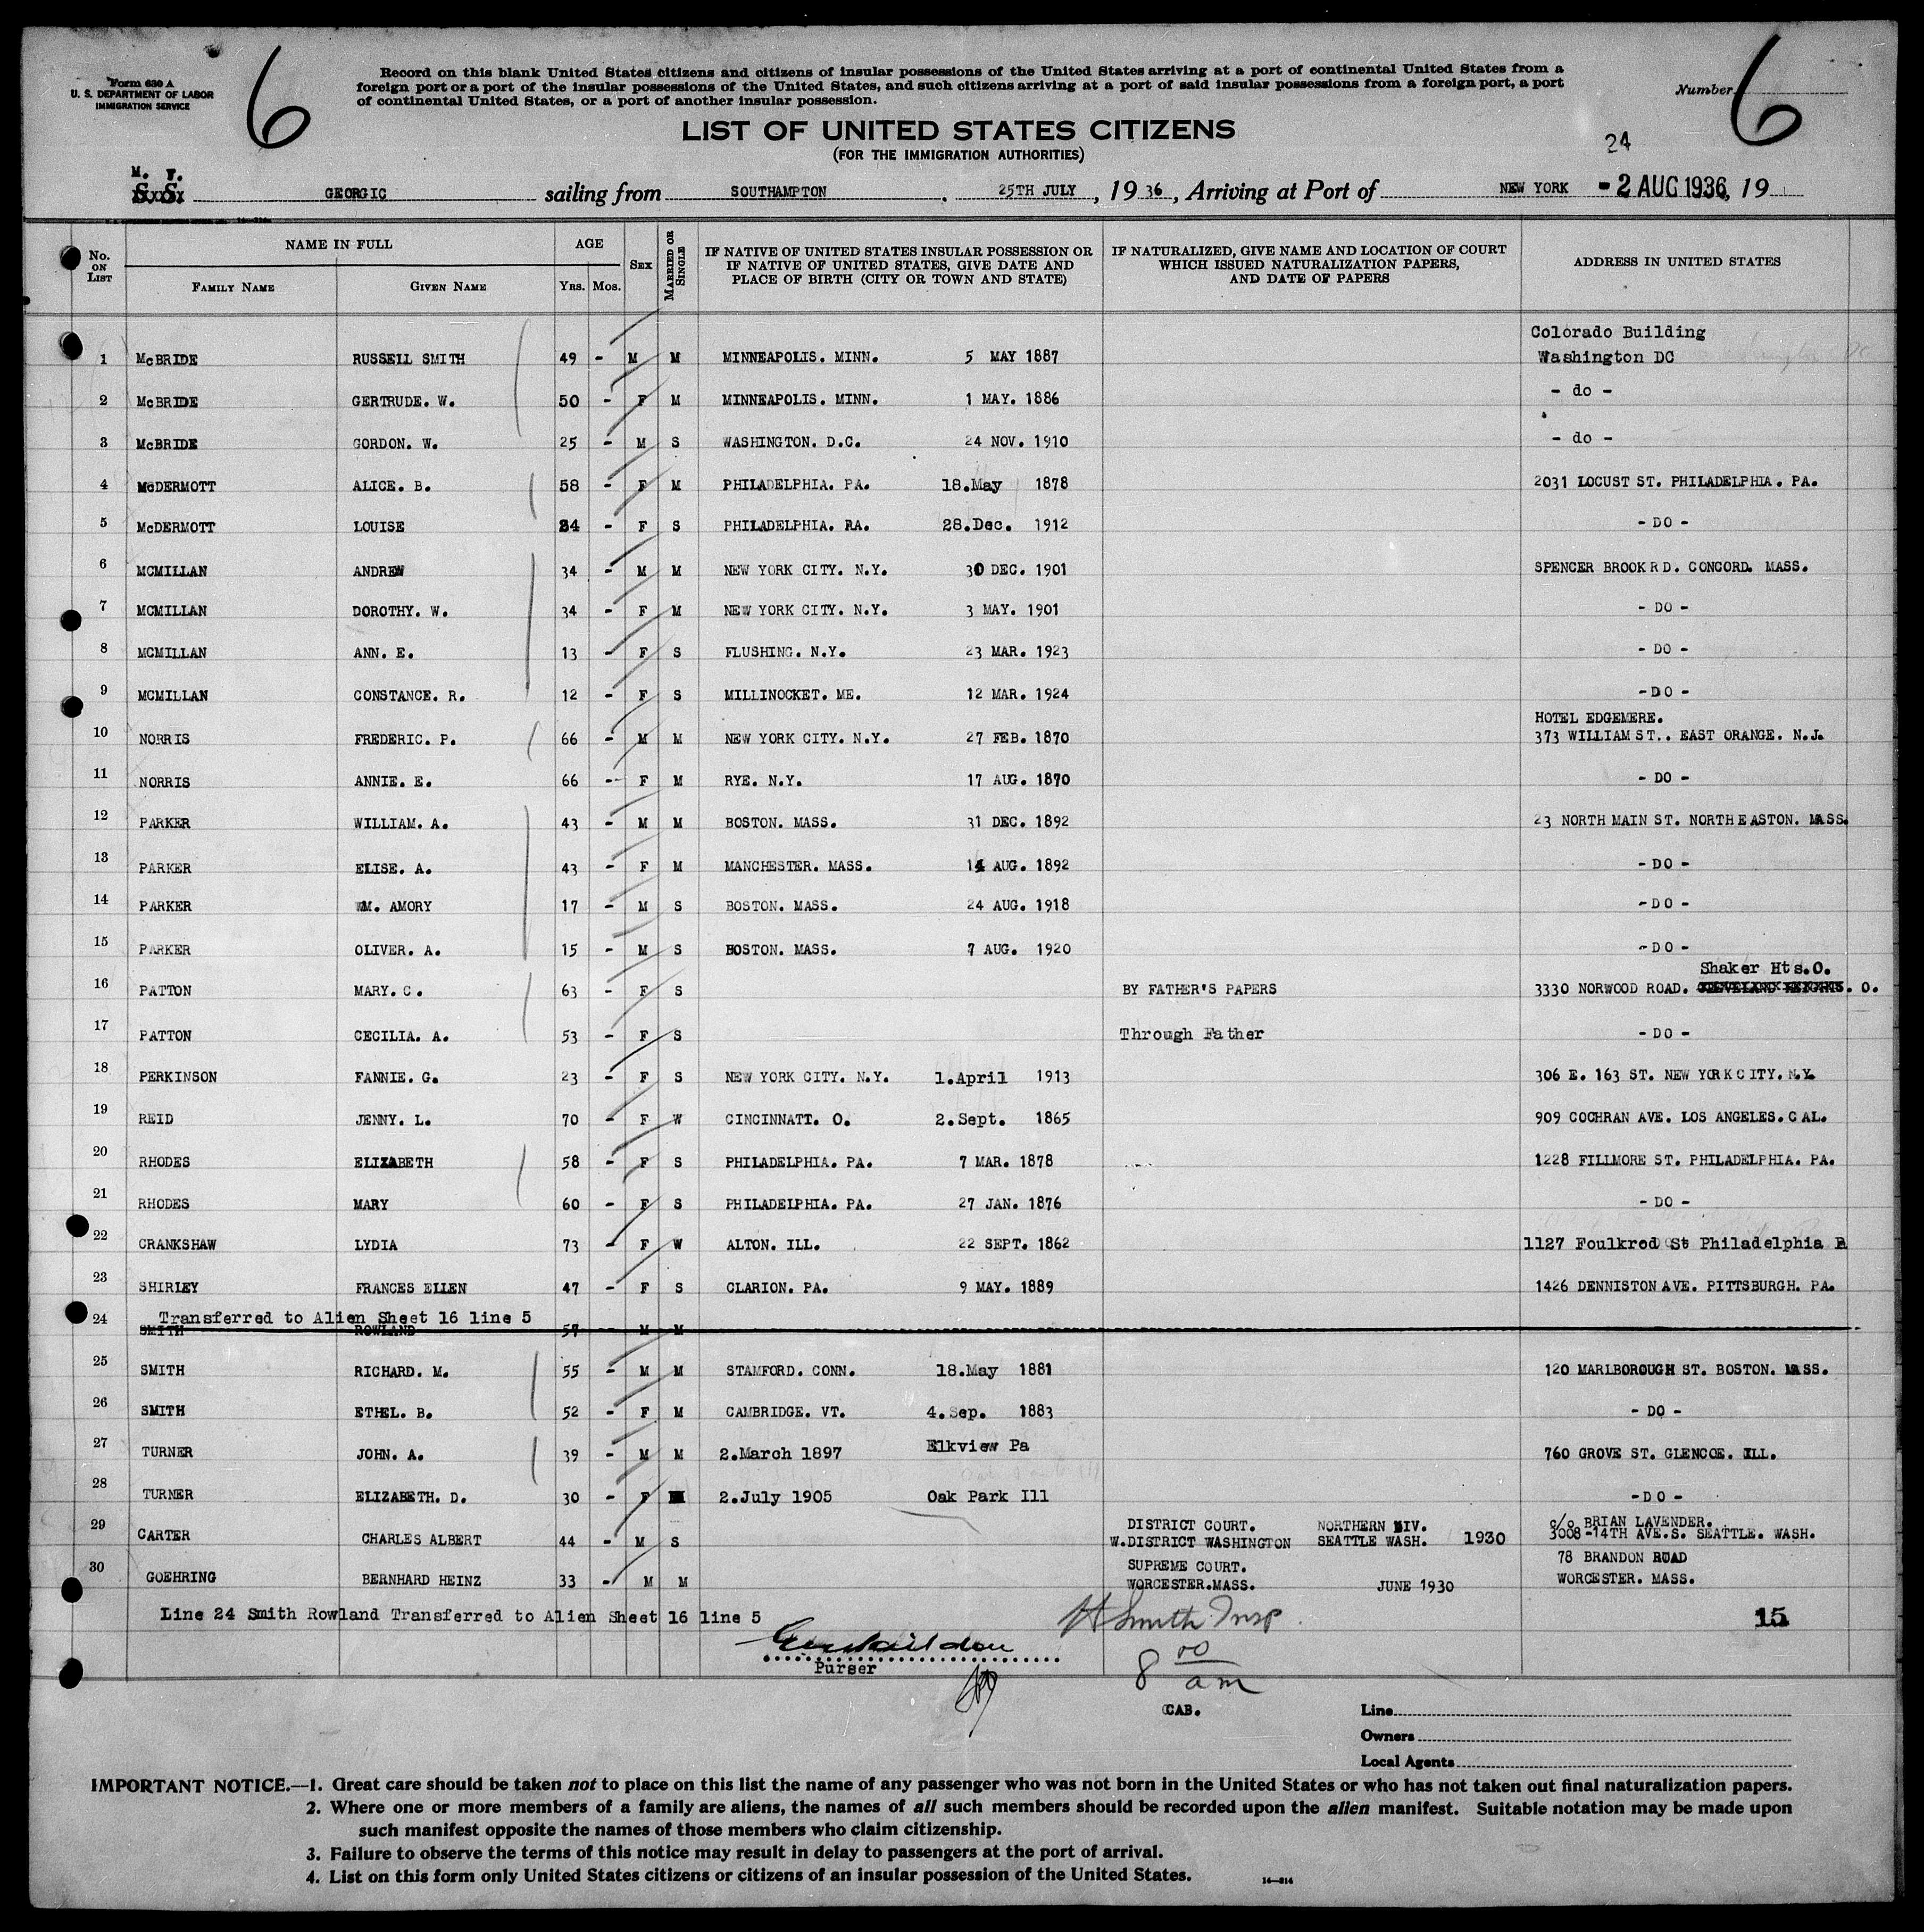 6
6
Form 630 A
U. S. DEPARTMENT OF LABOR
IMMIGRATION SERVICE
Record on this blank United States citizens and citizens of insular possessions of the United States arriving at a port of continental United States from a
foreign port or a port of the insular possessions of the United States, and such citizens arriving at a port of said insular possessions from a foreign port, a port
of continental United States, or a port of another insular possession.
Number
LIST OF UNITED STATES CITIZENS
(FOR THE IMMIGRATION AUTHORITIES)
24
M. V. GEORGIC sailing from SOUTHAMPTON, 25TH JULY, 1936, Arriving at Port of NEW YORK -2 AUG 1936, 19
No. ON LIST NAME IN FULL AGE SEX MARRIED OR SINGLE IF NATIVE OF UNITED STATES INSULAR POSSESSION OR IF NATIVE OF UNITED STATES, GIVE DATE AND PLACE OF BIRTH (CITY OR TOWN AND STATE) IF NATURALIZED, GIVE NAME AND LOCATION OF COURT WHICH ISSUED NATURALIZATION PAPERS, AND DATE OF PAPERS ADDRESS IN UNITED STATES
FAMILY NAME GIVEN NAME YRS. MOS.
Colorado Building
1 McBRIDE RUSSELL SMITH 49 - M M MINNEAPOLIS. MINN. 5 MAY 1887 Washington DC
2 McBRIDE GERTRUDE. W. 50 - F M MINNEAPOLIS. MINN. 1 MAY. 1886 - do -
3 McBRIDE GORDON. W. 25 - M S WASHINGTON. D.C. 24 NOV. 1910 - do -
4 McDERMOTT ALICE. B. 58 - F M PHILADELPHIA. PA. 18.May 1878 2031 LOCUST ST. PHILADELPHIA. PA.
5 McDERMOTT LOUISE 24 - F S PHILADELPHIA. PA. 28.Dec. 1912 - DO -
6 MCMILLAN ANDREW 34 - M M NEW YORK CITY. N.Y. 30 DEC. 1901 SPENCER BROOK RD. CONCORD. MASS.
7 MCMILLAN DOROTHY. W. 34 - F M NEW YORK CITY. N.Y. 3 MAY. 1901 - DO -
8 MCMILLAN ANN. E. 13 - F S FLUSHING. N.Y. 23 MAR. 1923 - DO -
9 MCMILLAN CONSTANCE. R. 12 - F S MILLINOCKET. ME. 12 MAR. 1924 - DO -
HOTEL EDGEMERE.
10 NORRIS FREDERIC. P. 66 - M M NEW YORK CITY. N.Y. 27 FEB. 1870 373 WILLIAM ST.. EAST ORANGE. N.J.
11 NORRIS ANNIE. E. 66 - F M RYE. N.Y. 17 AUG. 1870 - DO -
12 PARKER WILLIAM. A. 43 - M M BOSTON. MASS. 31 DEC. 1892 23 NORTH MAIN ST. NORTH EASTON. MASS.
13 PARKER ELISE. A. 43 - F M MANCHESTER. MASS. 14 AUG. 1892 - DO -
14 PARKER WM. AMORY 17 - M S BOSTON. MASS. 24 AUG. 1918 - DO -
15 PARKER OLIVER. A. 15 - M S BOSTON. MASS. 7 AUG. 1920 - DO -
Shaker Hts.O.
16 PATTON MARY. C. 63 - F S BY FATHER'S PAPERS 3330 NORWOOD ROAD. CLEVELAND HEIGHTS. O.
17 PATTON CECILIA. A. 53 - F S Through Father - DO -
18 PERKINSON FANNIE. G. 23 - F S NEW YORK CITY. N.Y. 1.April 1913 306 E. 163 ST. NEW YORK CITY. N.Y.
19 REID JENNY. L. 70 - F W CINCINNATT. O. 2.Sept. 1865 909 COCHRAN AVE. LOS ANGELES. CAL.
20 RHODES ELIZABETH 58 - F S PHILADELPHIA. PA. 7 MAR. 1878 1228 FILLMORE ST. PHILADELPHIA. PA.
21 RHODES MARY 60 - F S PHILADELPHIA. PA. 27 JAN. 1876 - DO -
22 CRANKSHAW LYDIA 73 - F W ALTON. ILL. 22 SEPT. 1862 1127 Foulkrod St Philadelphia Pa
23 SHIRLEY FRANCES ELLEN 47 - F S CLARION. PA. 9 MAY. 1889 1426 DENNISTON AVE. PITTSBURGH. PA.
Transferred to Alien Sheet 16 line 5
24 SMITH ROWLAND 57 - M M
25 SMITH RICHARD. M. 55 - M M STAMFORD. CONN. 18.May 1881 120 MARLBOROUGH ST. BOSTON. MASS.
26 SMITH ETHEL. B. 52 - F M CAMBRIDGE. VT. 4.Sep. 1883 - DO -
27 TURNER JOHN. A. 39 - M M 2.March 1897 Elkview Pa 760 GROVE ST. GLENCOE. ILL.
28 TURNER ELIZABETH. D. 30 - F M 2.July 1905 Oak Park Ill - DO -
29 CARTER CHARLES ALBERT 44 - M S DISTRICT COURT. NORTHERN DIV. W.DISTRICT WASHINGTON SEATTLE WASH. 1930 c/o BRIAN LAVENDER. 3008-14TH AVE.S. SEATTLE. WASH.
30 GOEHRING BERNHARD HEINZ 33 - M M SUPREME COURT. WORCESTER.MASS. JUNE 1930 78 BRANDON ROAD WORCESTER. MASS.
Line 24 Smith Rowland Transferred to Alien Sheet 16 line 5
H Smith Insp.
15
Purser
8 00 am
CAB.
Line
Owners
Local Agents
IMPORTANT NOTICE.—1. Great care should be taken not to place on this list the name of any passenger who was not born in the United States or who has not taken out final naturalization papers.
2. Where one or more members of a family are aliens, the names of all such members should be recorded upon the alien manifest. Suitable notation may be made upon
such manifest opposite the names of those members who claim citizenship.
3. Failure to observe the terms of this notice may result in delay to passengers at the port of arrival.
4. List on this form only United States citizens or citizens of an insular possession of the United States.
14—814